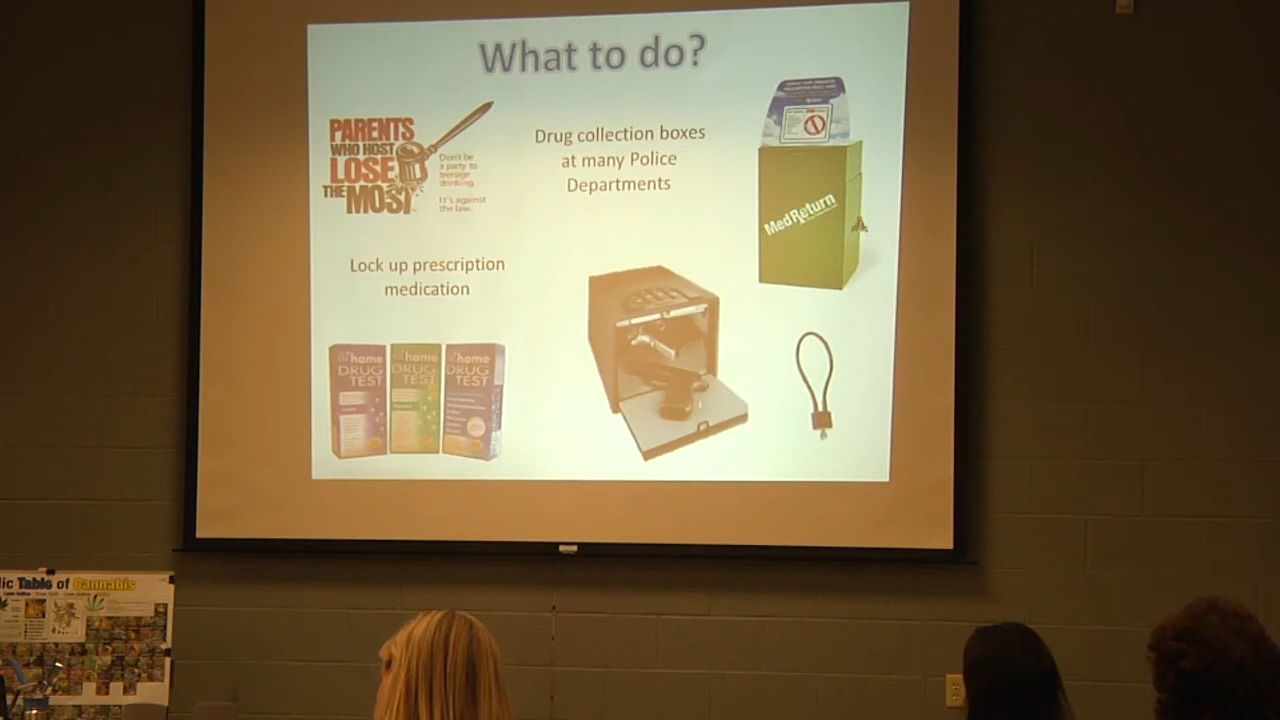 What to do?
PARENTS
WHO HOST
LOSE
THE MOST
Don't be
a party to
teenage
drinking.
It's against
the law.
Drug collection boxes
at many Police
Departments
MedReturn
Lock up prescription
medication
home
DRUG
TEST
home
DRUG
TEST
home
DRUG
TEST
lic Table of Cannabis